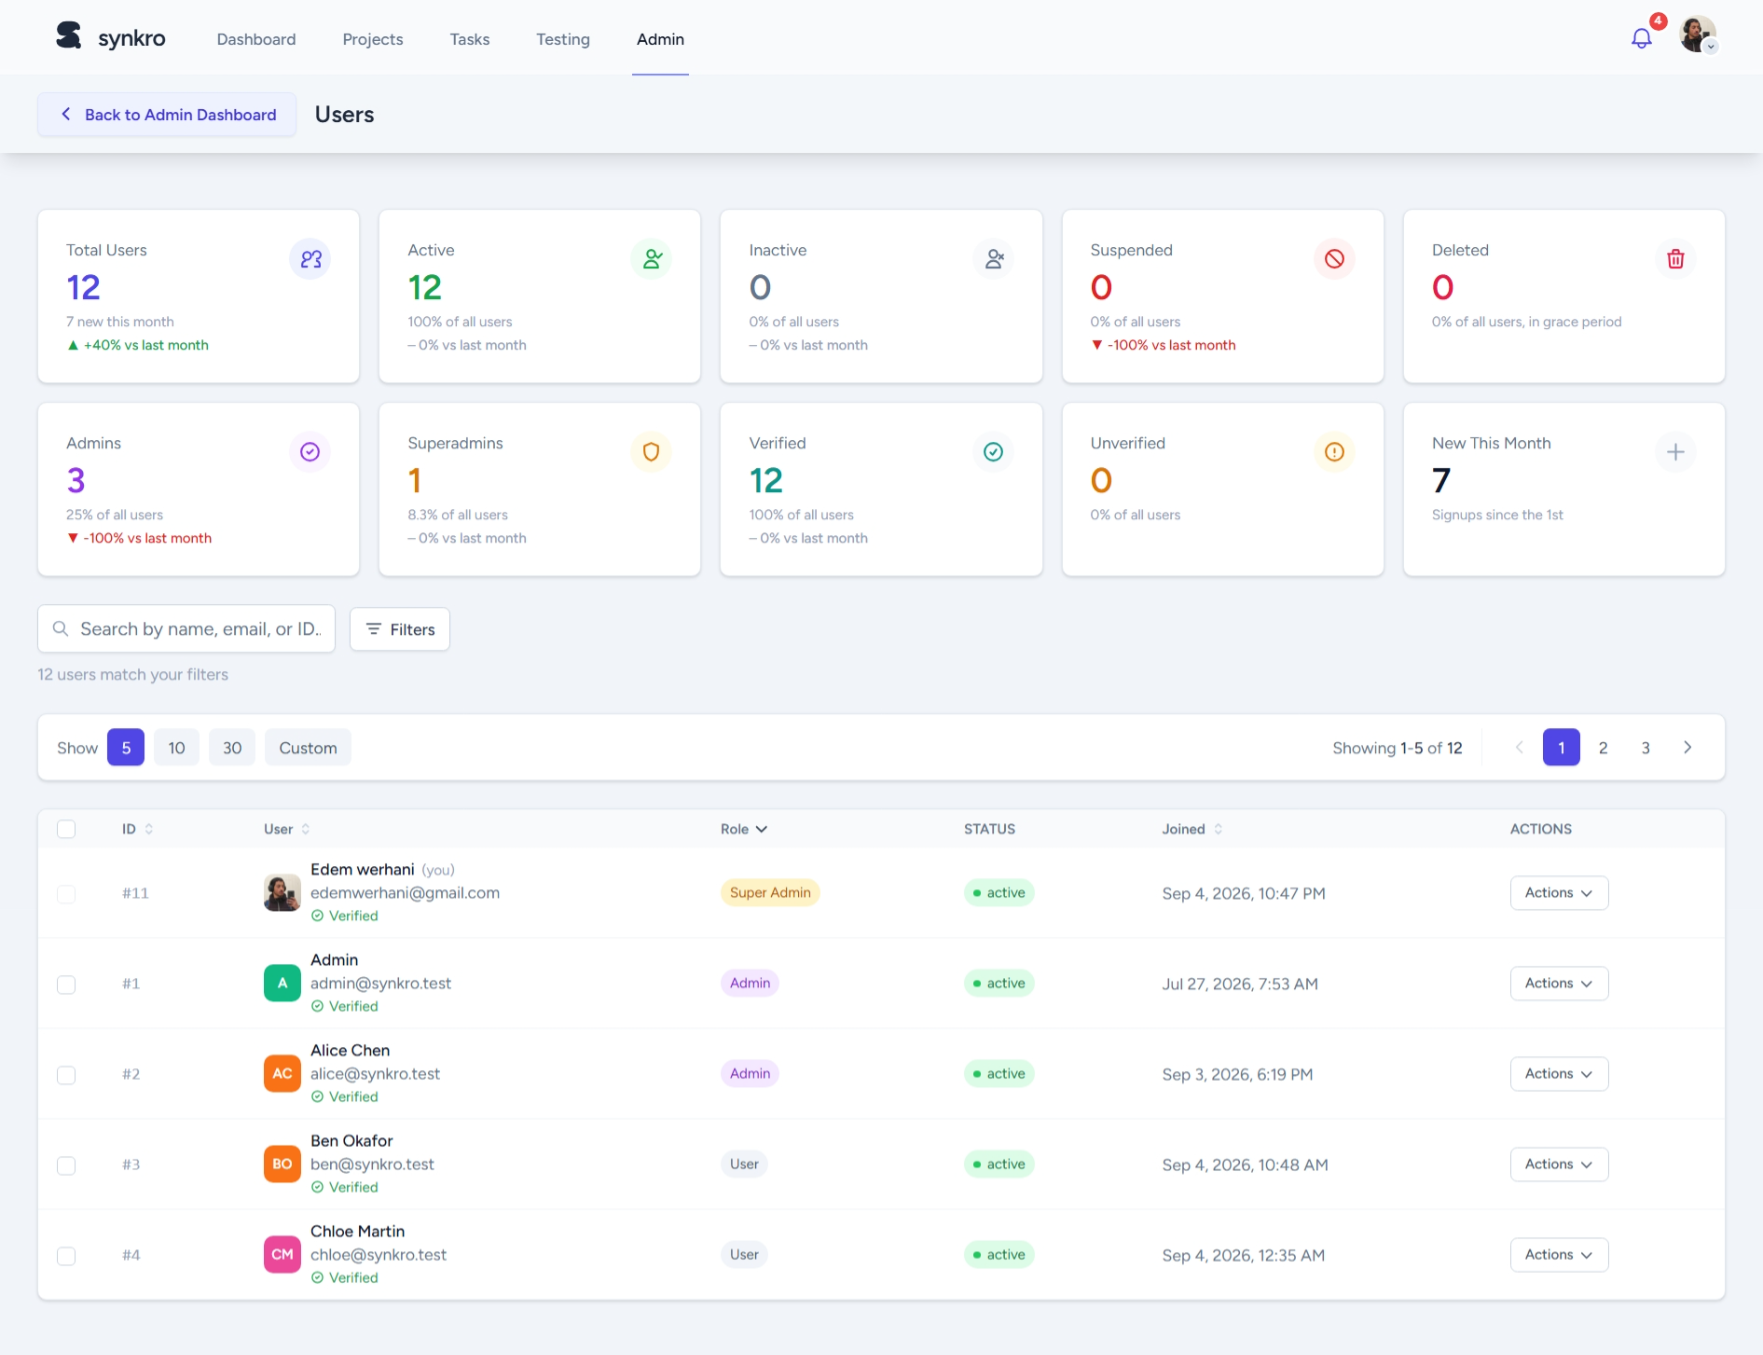 synkro
Dashboard
Projects
Tasks
Testing
Admin
4
Back to Admin Dashboard
Users
Total Users
12
7 new this month
▲ +40% vs last month
Active
12
100% of all users
– 0% vs last month
Inactive
0
0% of all users
– 0% vs last month
Suspended
0
0% of all users
▼ -100% vs last month
Deleted
0
0% of all users, in grace period
Admins
3
25% of all users
▼ -100% vs last month
Superadmins
1
8.3% of all users
– 0% vs last month
Verified
12
100% of all users
– 0% vs last month
Unverified
0
0% of all users
New This Month
7
Signups since the 1st
Search by name, email, or ID..
Filters
12 users match your filters
Show 5 10 30 Custom
Showing 1-5 of 12
1 2 3
ID User Role STATUS Joined ACTIONS
#11
Edem werhani (you)
edemwerhani@gmail.com
Verified
Super Admin
active
Sep 4, 2026, 10:47 PM
Actions
#1
A
Admin
admin@synkro.test
Verified
Admin
active
Jul 27, 2026, 7:53 AM
Actions
#2
AC
Alice Chen
alice@synkro.test
Verified
Admin
active
Sep 3, 2026, 6:19 PM
Actions
#3
BO
Ben Okafor
ben@synkro.test
Verified
User
active
Sep 4, 2026, 10:48 AM
Actions
#4
CM
Chloe Martin
chloe@synkro.test
Verified
User
active
Sep 4, 2026, 12:35 AM
Actions